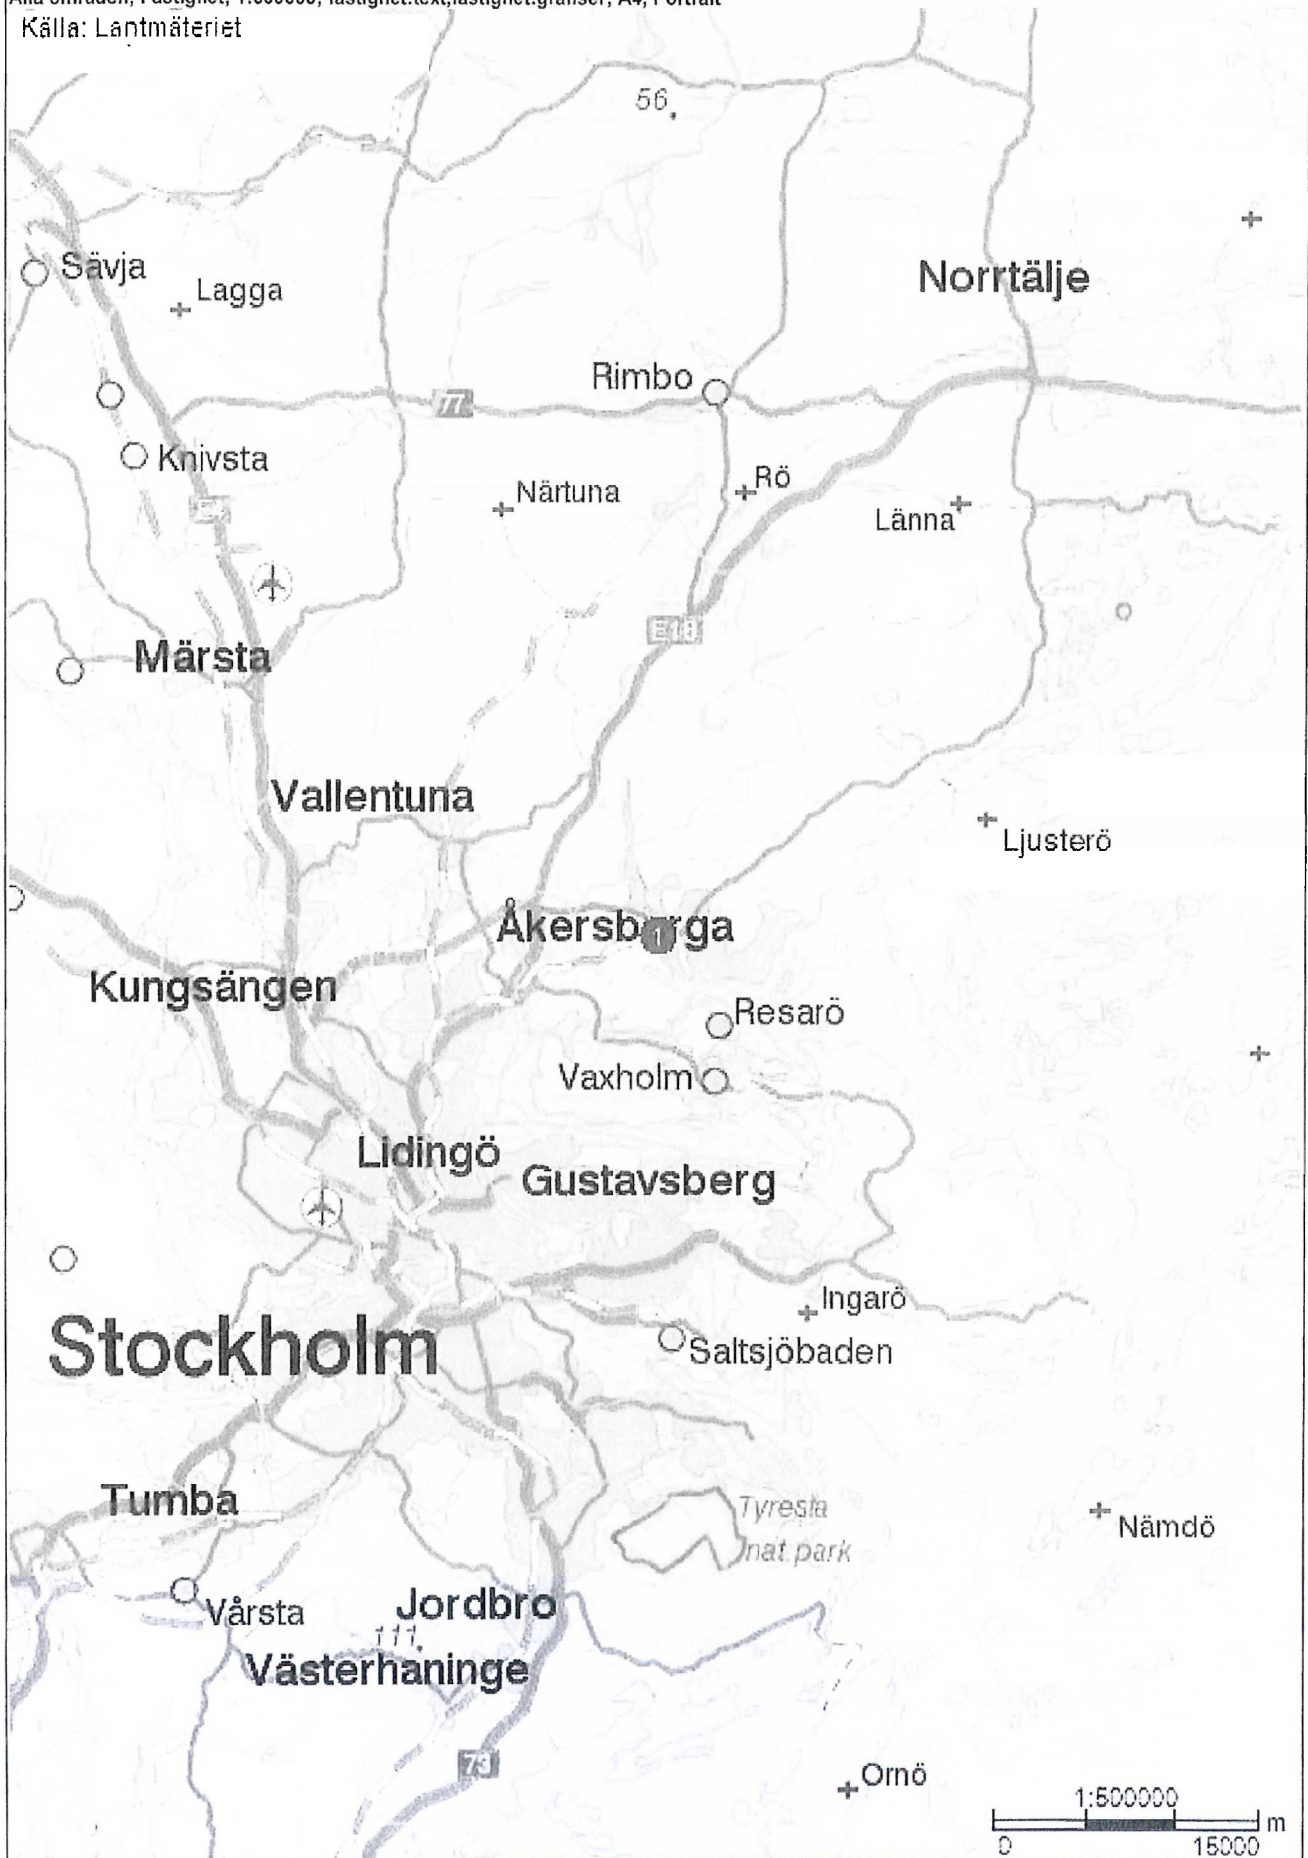 Källa: Lantmäteriet
56
Sävja
Lagga
Norrtälje
Rimbo
77
Knivsta
Närtuna
Rö
Länna
Märsta
Vallentuna
Ljusterö
1
Kungsängen
Resarö
Vaxholm
Lidingö
Gustavsberg
Ingarö
Stockholm
Saltsjöbaden
Tumba
Tyresta
nat.park
Nämdö
Vårsta
Jordbro
111
Västerhaninge
73
Ornö
1:500000
m
0 15000